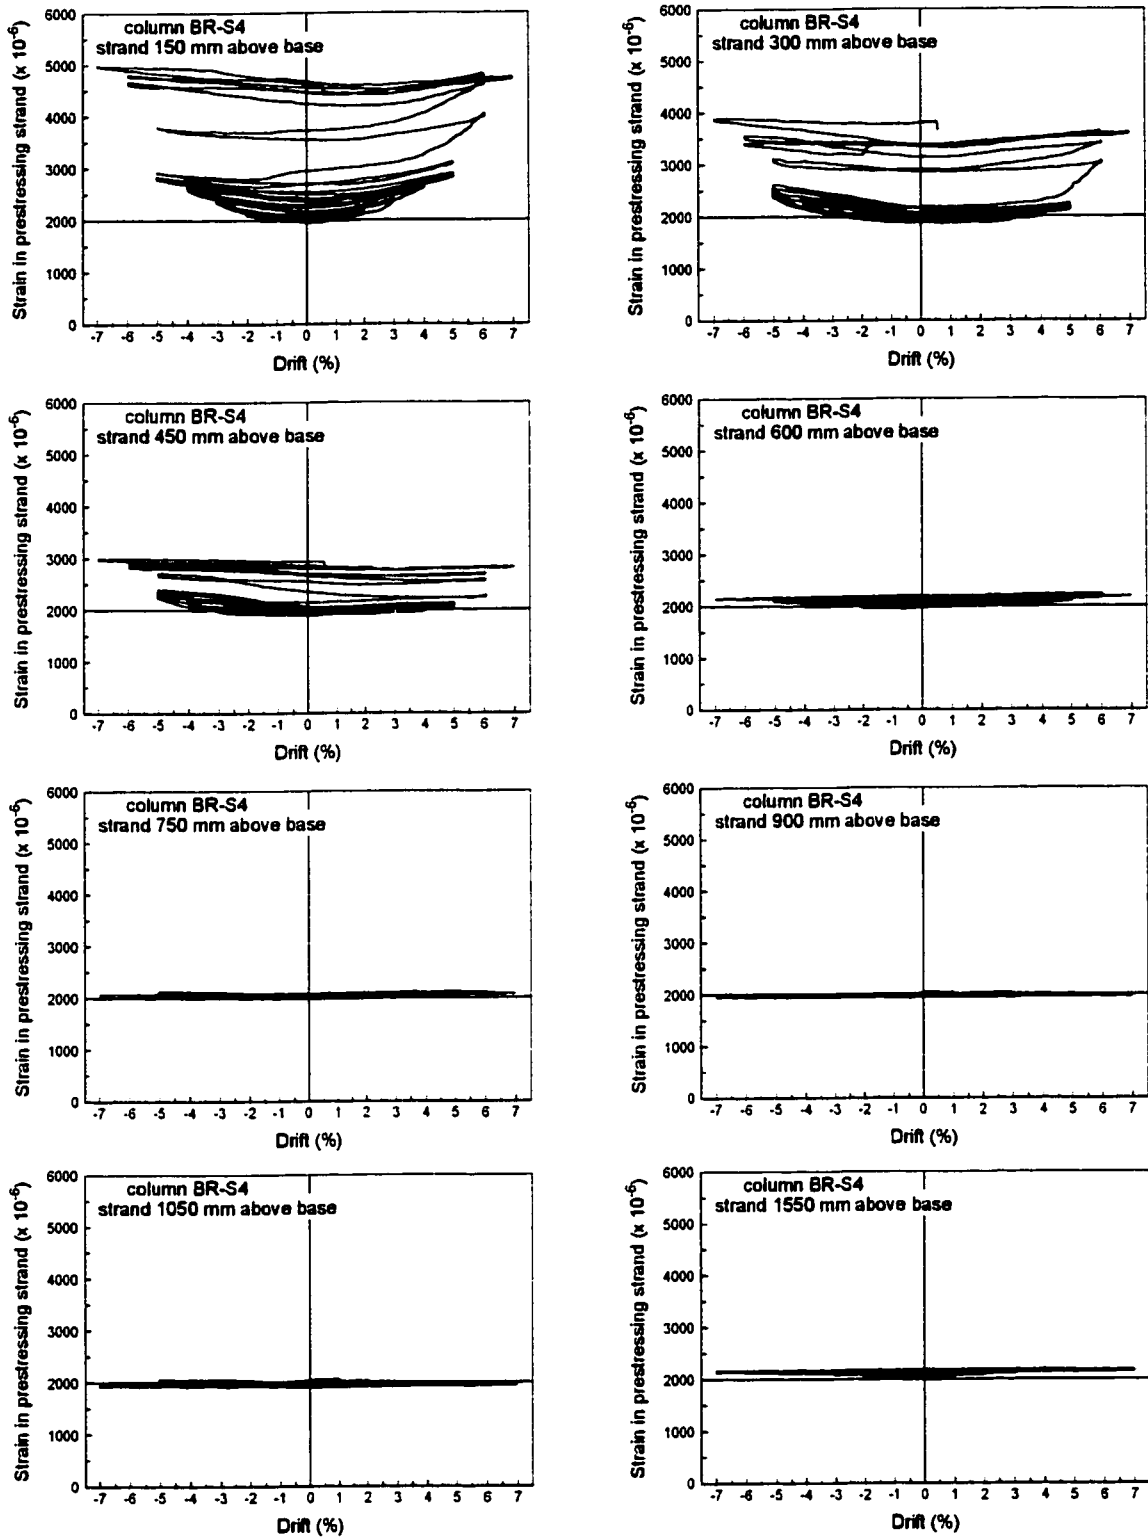 column BR-S4
strand 150 mm above base
Strain in prestressing strand (x 10-6)
6000
5000
4000
3000
2000
1000
0
-7 -6 -5 -4 -3 -2 -1 0 1 2 3 4 5 6 7
Drift (%)
column BR-S4
strand 300 mm above base
Strain in prestressing strand (x 10-6)
6000
5000
4000
3000
2000
1000
0
-7 -6 -5 -4 -3 -2 -1 0 1 2 3 4 5 6 7
Drift (%)
column BR-S4
strand 450 mm above base
Strain in prestressing strand (x 10-6)
6000
5000
4000
3000
2000
1000
0
-7 -6 -5 -4 -3 -2 -1 0 1 2 3 4 5 6 7
Drift (%)
column BR-S4
strand 600 mm above base
Strain in prestressing strand (x 10-6)
6000
5000
4000
3000
2000
1000
0
-7 -6 -5 -4 -3 -2 -1 0 1 2 3 4 5 6 7
Drift (%)
column BR-S4
strand 750 mm above base
Strain in prestressing strand (x 10-6)
6000
5000
4000
3000
2000
1000
0
-7 -6 -5 -4 -3 -2 -1 0 1 2 3 4 5 6 7
Drift (%)
column BR-S4
strand 900 mm above base
Strain in prestressing strand (x 10-6)
6000
5000
4000
3000
2000
1000
0
-7 -6 -5 -4 -3 -2 -1 0 1 2 3 4 5 6 7
Drift (%)
column BR-S4
strand 1050 mm above base
Strain in prestressing strand (x 10-6)
6000
5000
4000
3000
2000
1000
0
-7 -6 -5 -4 -3 -2 -1 0 1 2 3 4 5 6 7
Drift (%)
column BR-S4
strand 1550 mm above base
Strain in prestressing strand (x 10-6)
6000
5000
4000
3000
2000
1000
0
-7 -6 -5 -4 -3 -2 -1 0 1 2 3 4 5 6 7
Drift (%)